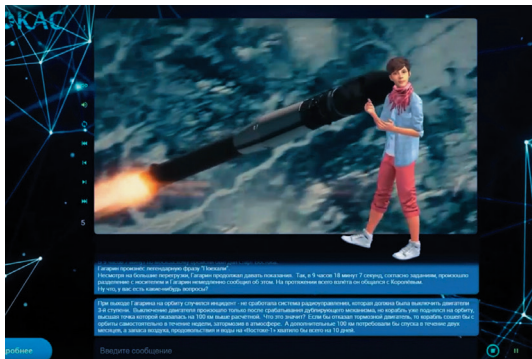 ЭКАС
5
Гагарин произнёс легендарную фразу "Поехали".
Несмотря на большие перегрузки, Гагарин продолжал давать показания. Так, в 9 часов 18 минут 7 секунд, согласно заданиям, произошло
разделение с носителем и Гагарин немедленно сообщил об этом. На протяжении всего полёта он общался с Королёвым.
Ну что, у вас есть какие-нибудь вопросы?
При выходе Гагарина на орбиту случился инцидент - не сработала система радиоуправления, которая должна была выключить двигатели
3-й ступени. Выключение двигателя произошло только после срабатывания дублирующего механизма, но корабль уже поднялся на орбиту,
высшая точка которой оказалась на 100 км выше расчётной. Что это значит? Если бы отказал тормозной двигатель, то корабль сошёл бы с
орбиты самостоятельно в течение недели, затормозив в атмосфере. А дополнительные 100 км потребовали бы спуска в течение двух
месяцев, а запаса воздуха, продовольствия и воды на «Востоке-1» хватило бы всего на 10 дней.
робнее
Введите сообщение